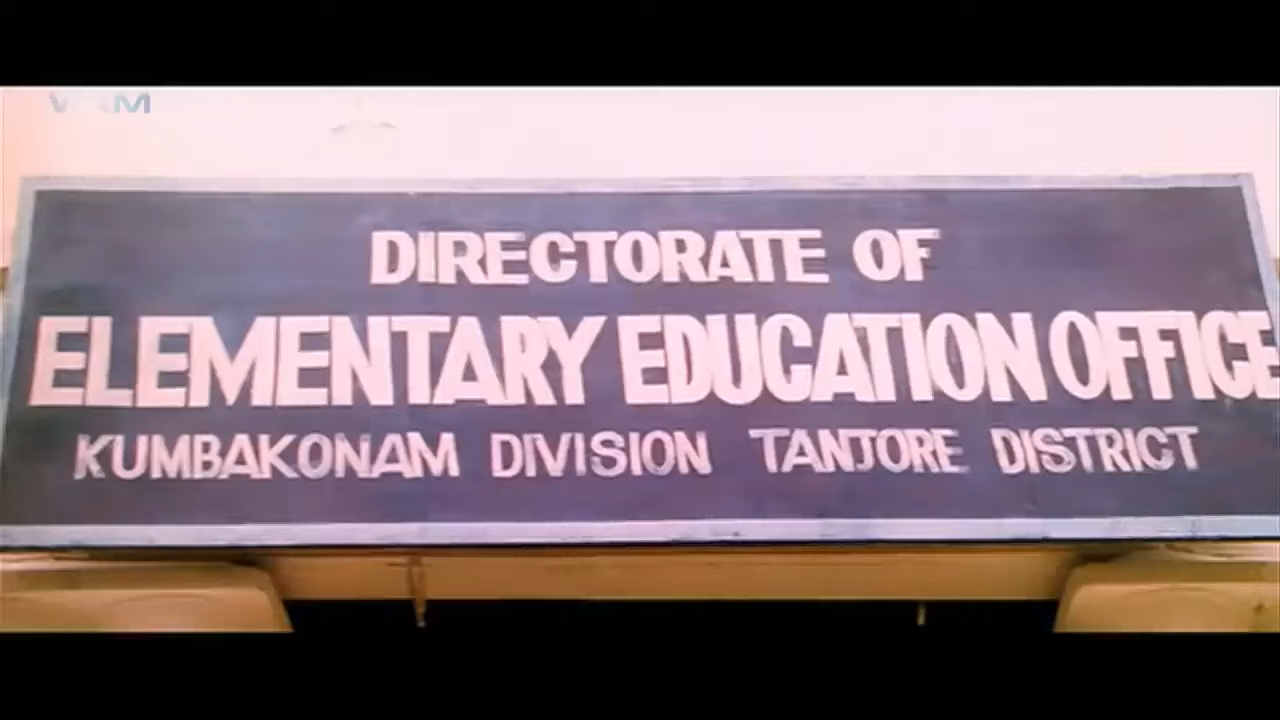 DIRECTORATE OF
ELEMENTARY EDUCATION OFFICE
KUMBAKONAM DIVISION TANJORE DISTRICT